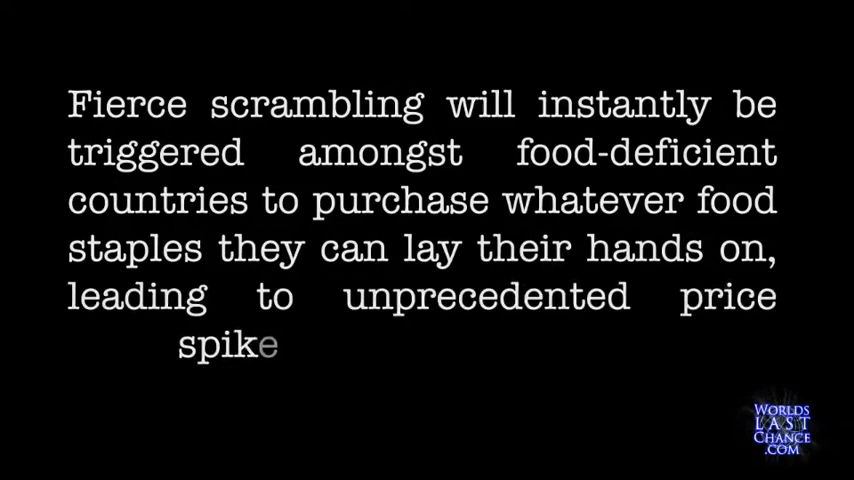 Fierce scrambling will instantly be
triggered amongst food-deficient
countries to purchase whatever food
staples they can lay their hands on,
leading to unprecedented price
spike
WORLDS
LAST
CHANCE
.COM